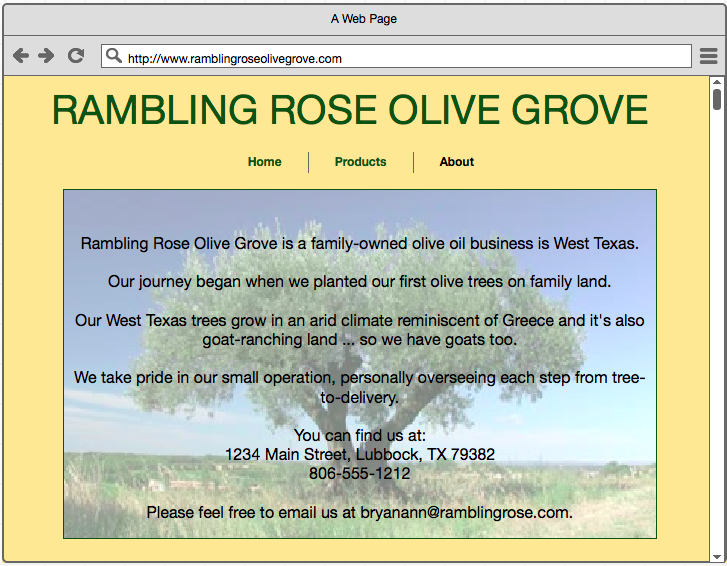 A Web Page
http://www.ramblingroseolivegrove.com
RAMBLING ROSE OLIVE GROVE
Home Products About
Rambling Rose Olive Grove is a family-owned olive oil business is West Texas.
Our journey began when we planted our first olive trees on family land.
Our West Texas trees grow in an arid climate reminiscent of Greece and it's also
goat-ranching land ... so we have goats too.
We take pride in our small operation, personally overseeing each step from tree-
to-delivery.
You can find us at:
1234 Main Street, Lubbock, TX 79382
806-555-1212
Please feel free to email us at bryanann@ramblingrose.com.